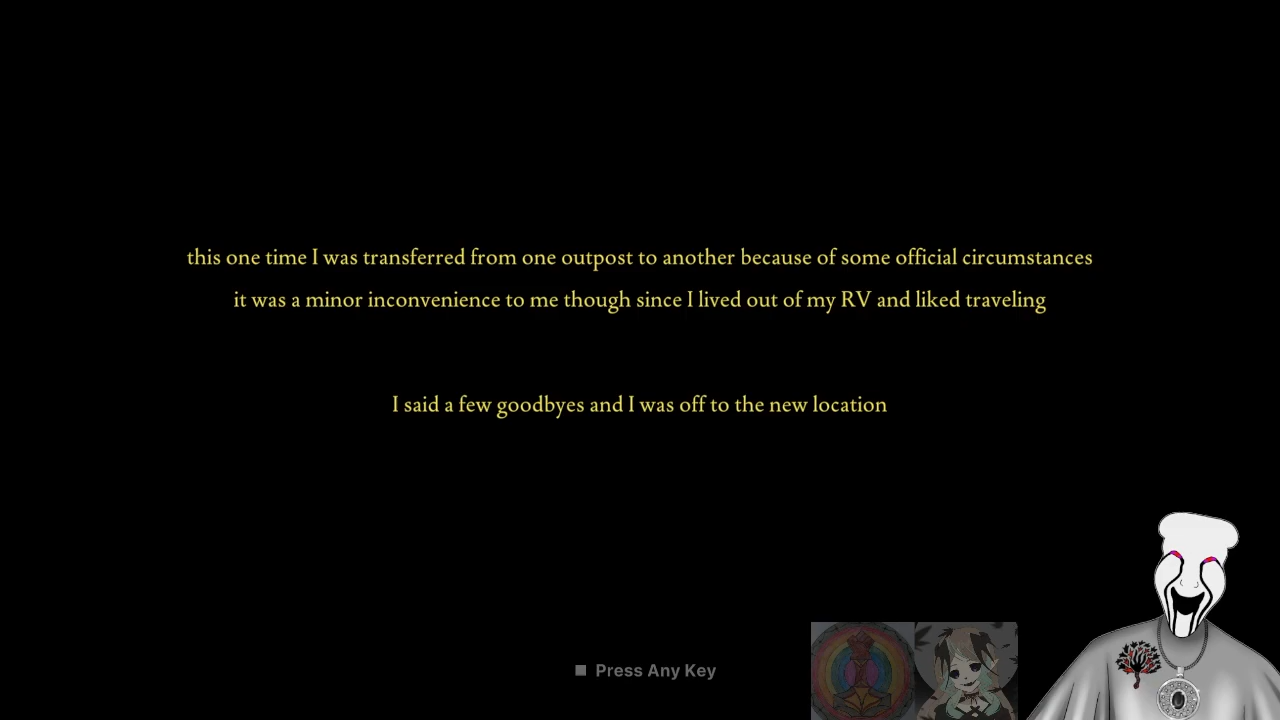 this one time I was transferred from one outpost to another because of some official circumstances
it was a minor inconvenience to me though since I lived out of my RV and liked traveling
I said a few goodbyes and I was off to the new location
Press Any Key